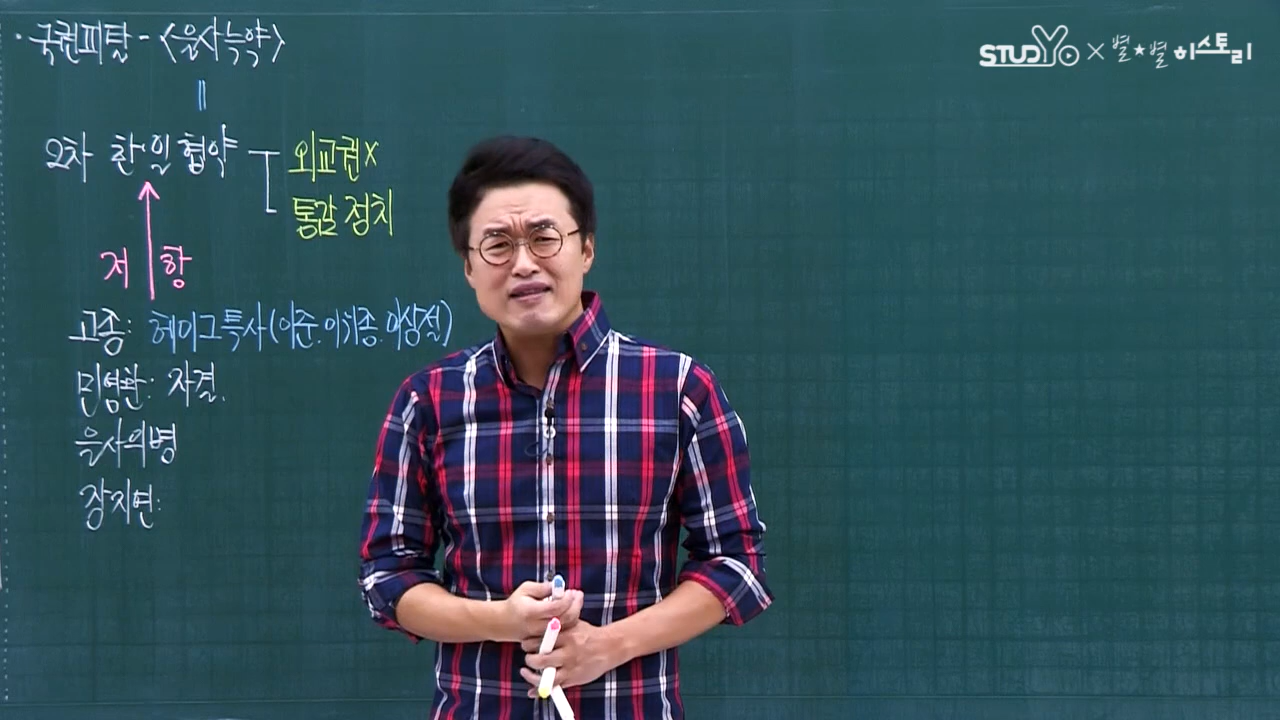 · 국권피탈 - <을사늑약>
STUDYO × 별★별 히스토리
॥
2차 한·일 협약
외교권 X
통감 정치
저 항
고종: 헤이그특사(이준.이위종.이상설)
민영환: 자결.
을사의병
장지연: